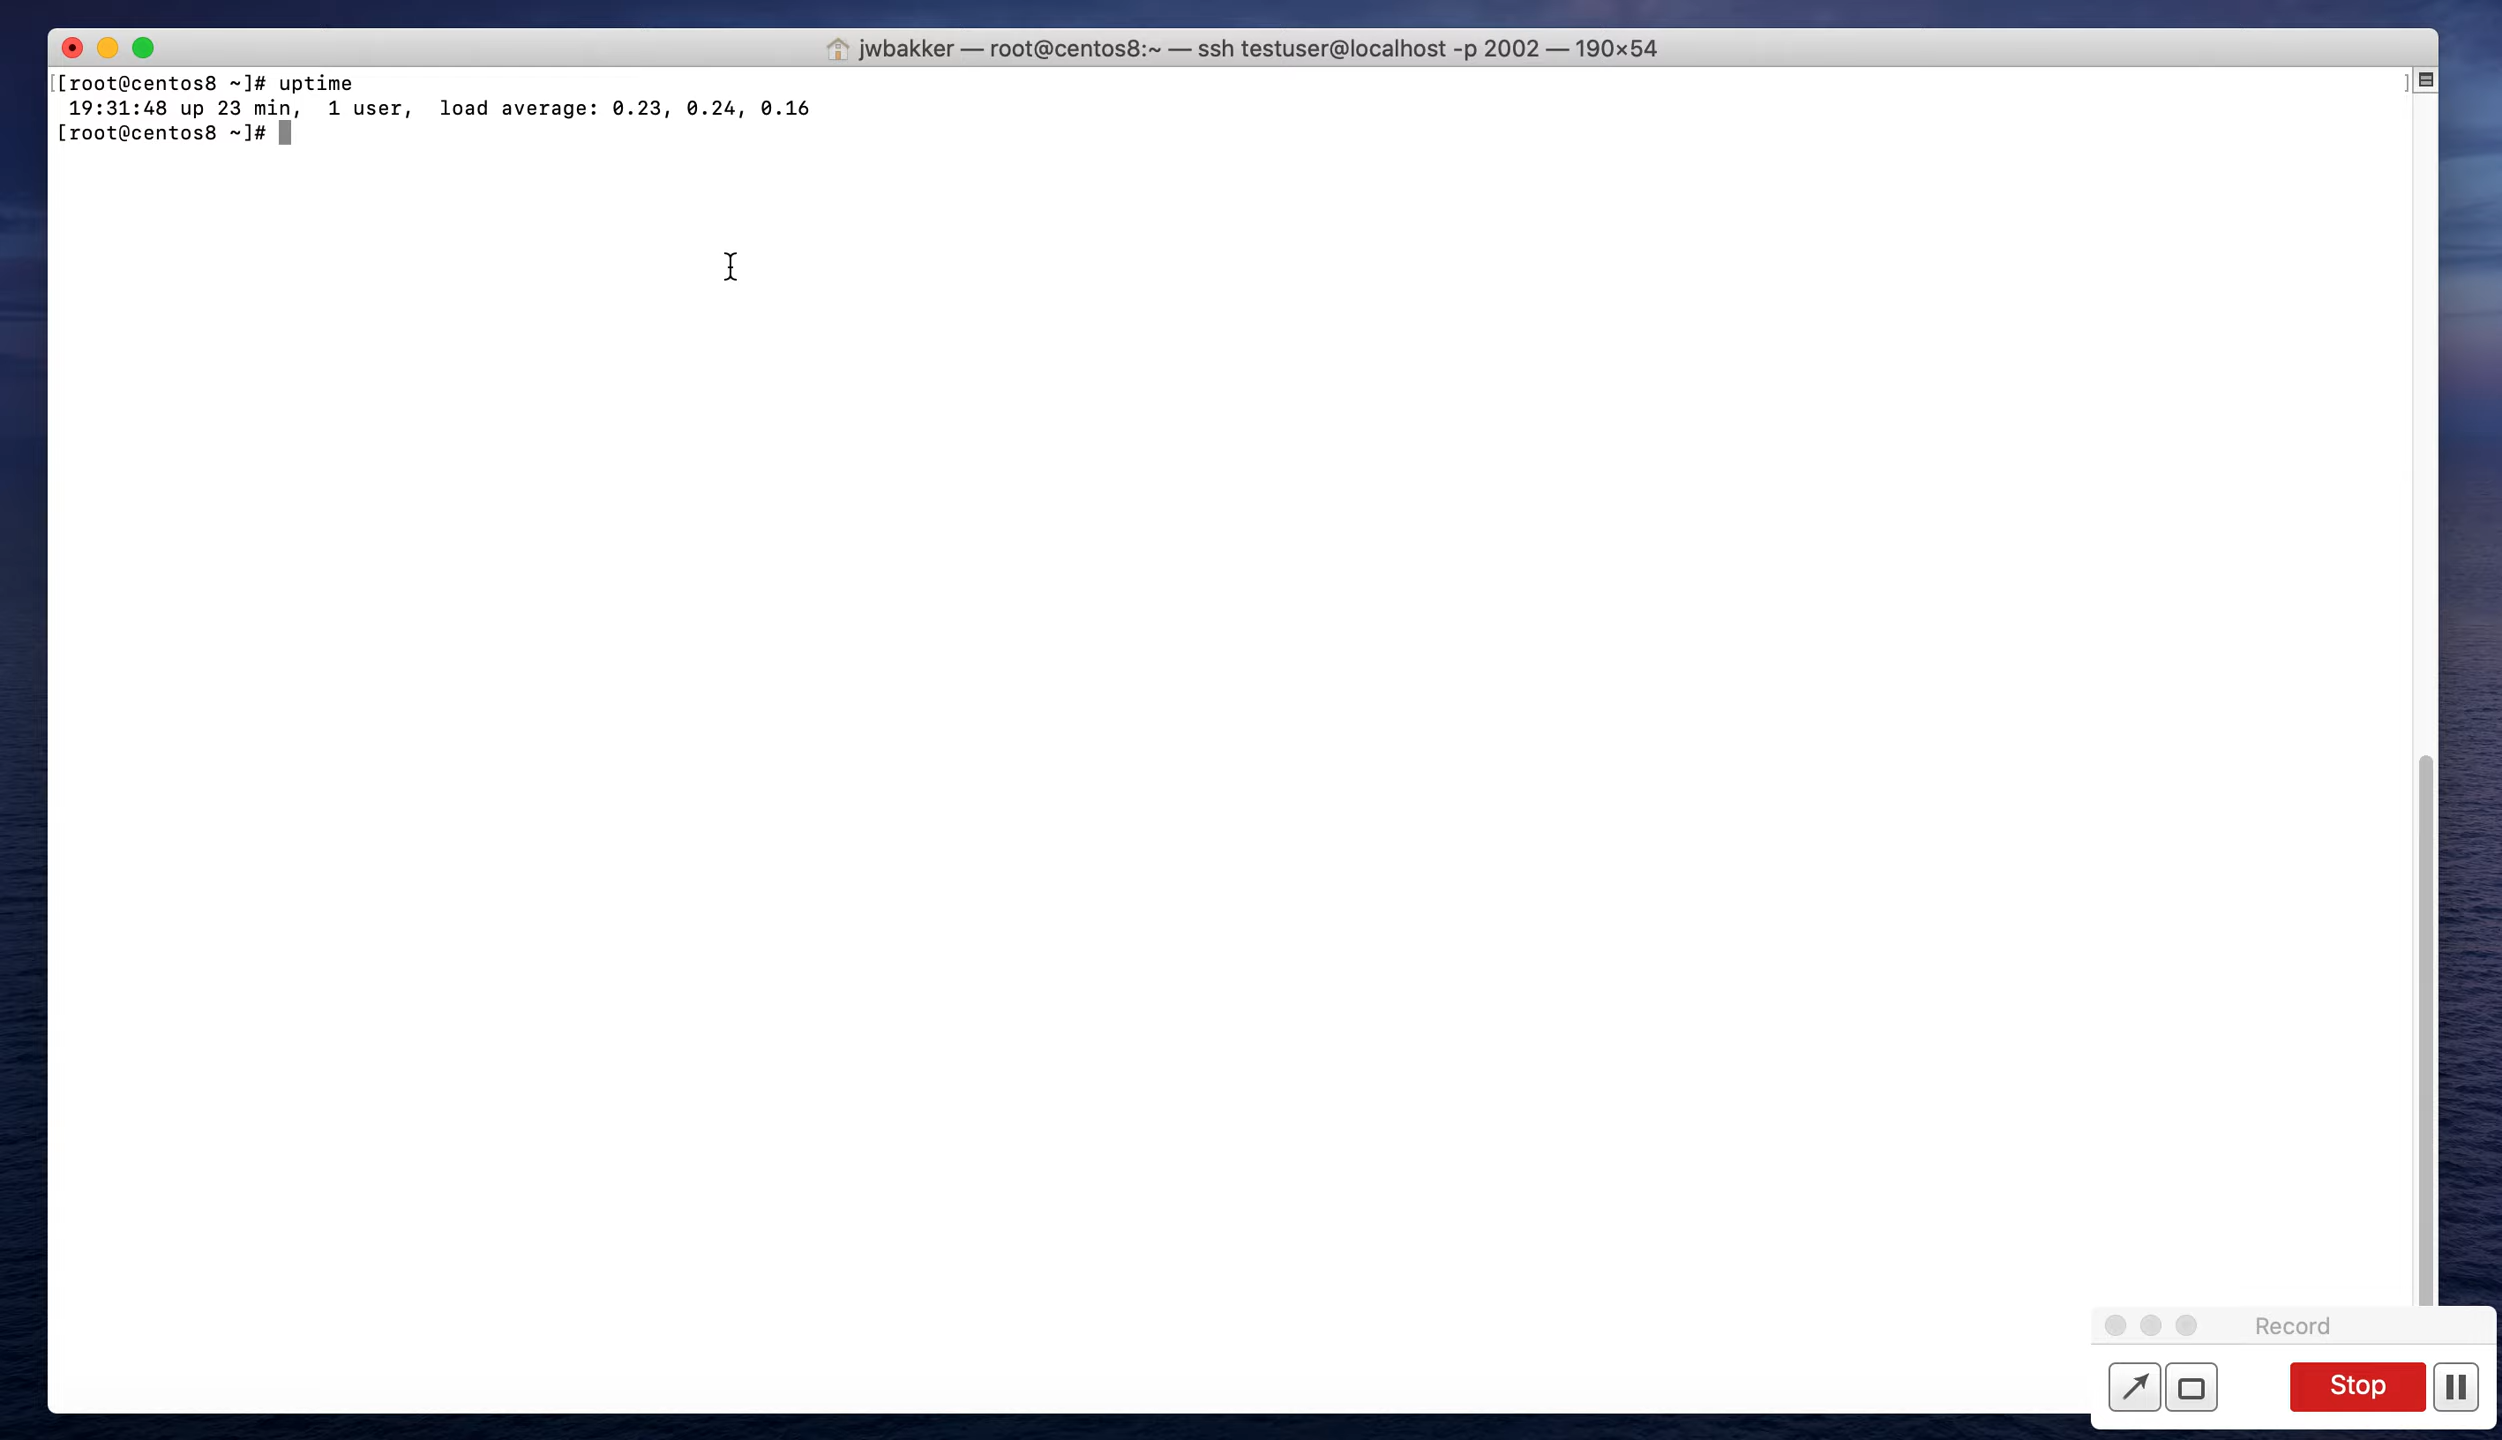 jwbakker — root@centos8:~ — ssh testuser@localhost -p 2002 — 190×54
[[root@centos8 ~]# uptime ]
19:31:48 up 23 min,  1 user,  load average: 0.23, 0.24, 0.16
[root@centos8 ~]#
Record
Stop